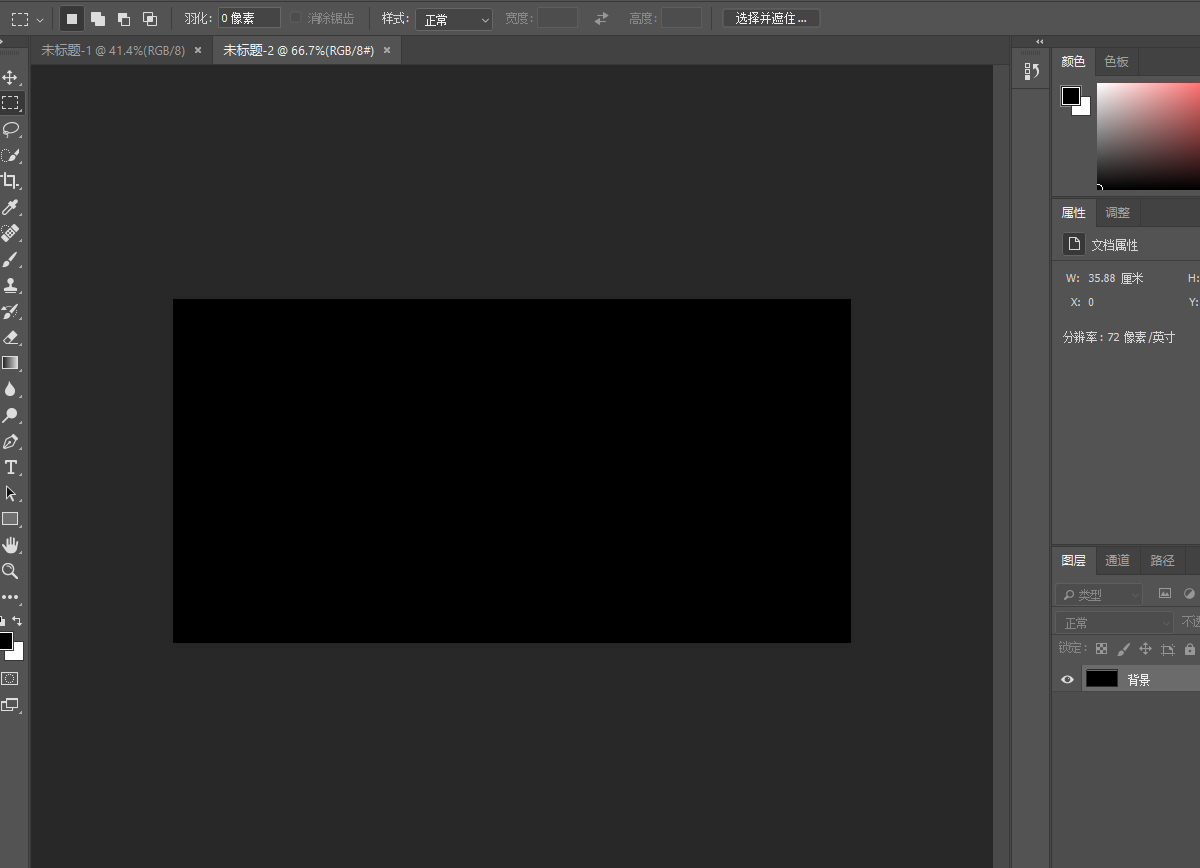 羽化: 0 像素 消除锯齿 样式: 正常 宽度: 高度: 选择并遮住...
未标题-1 @ 41.4%(RGB/8) × 未标题-2 @ 66.7%(RGB/8#) ×
颜色 色板
属性 调整
文档属性
W: 35.88 厘米 H:
X: 0 Y:
分辨率: 72 像素/英寸
图层 通道 路径
类型
正常 不透
锁定:
背景